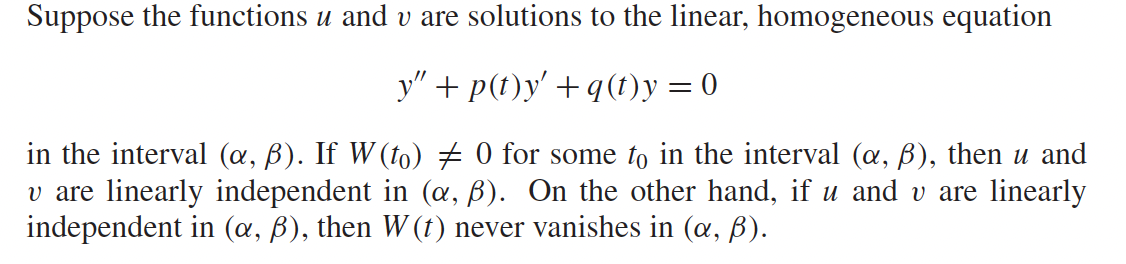 Suppose the functions u and v are solutions to the linear, homogeneous equation
y″ + p(t)y′ + q(t)y = 0
in the interval (α, β). If W(t₀) ≠ 0 for some t₀ in the interval (α, β), then u and
v are linearly independent in (α, β). On the other hand, if u and v are linearly
independent in (α, β), then W(t) never vanishes in (α, β).